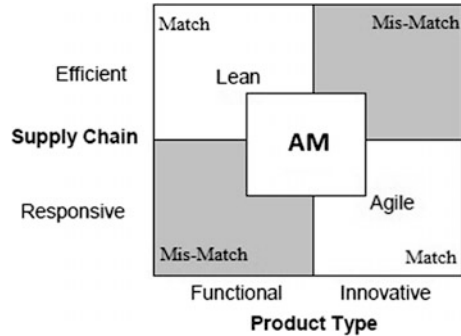 Match
Mis-Match
Efficient
Lean
Supply Chain
AM
Responsive
Agile
Mis-Match
Match
Functional
Innovative
Product Type